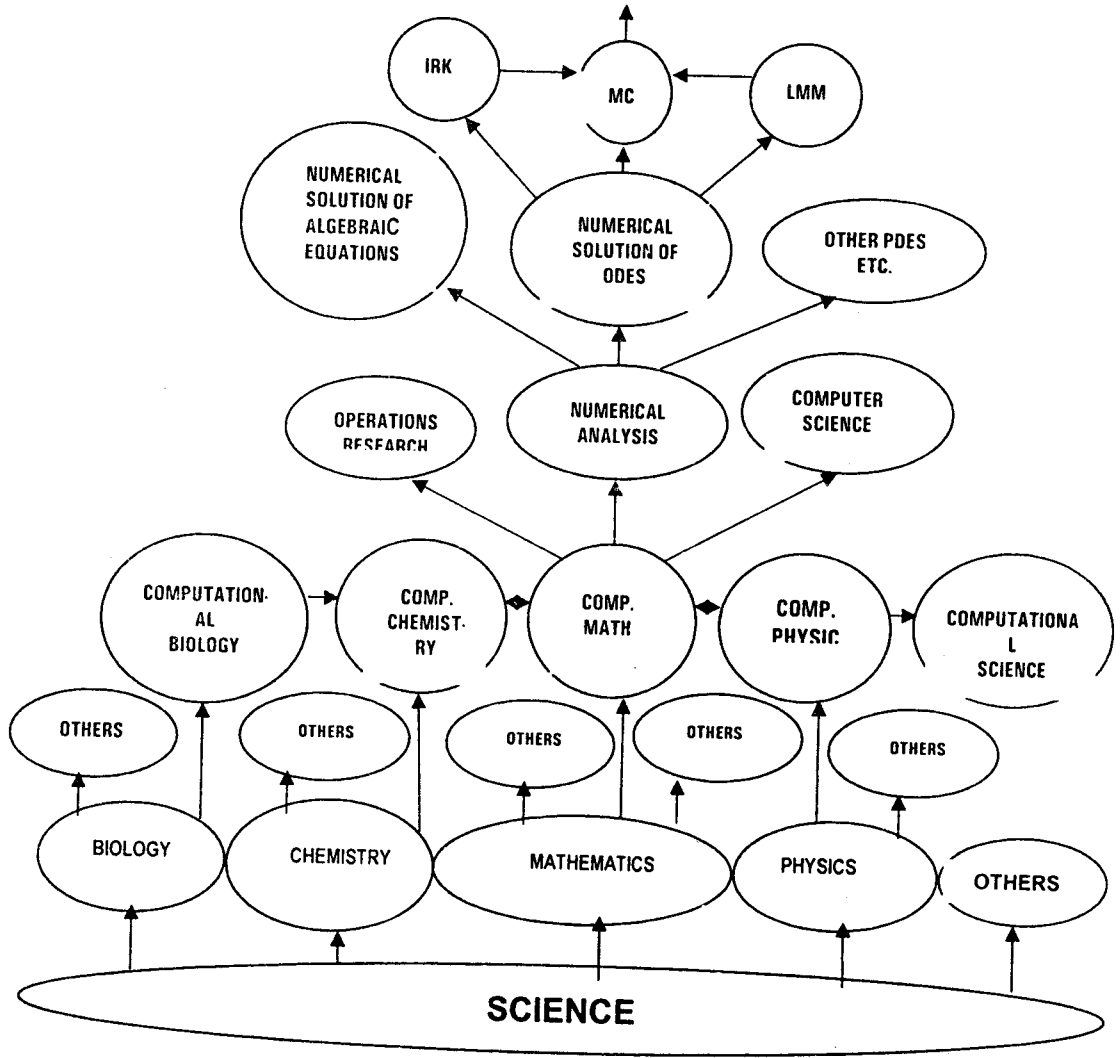 IRK
MC
LMM
NUMERICAL
SOLUTION OF
ALGEBRAIC
EQUATIONS
NUMERICAL
SOLUTION OF
ODES
OTHER PDES
ETC.
OPERATIONS
RESEARCH
NUMERICAL
ANALYSIS
COMPUTER
SCIENCE
COMPUTATION-
AL
BIOLOGY
COMP.
CHEMIST-
RY
COMP.
MATH
COMP.
PHYSIC
COMPUTATIONA
L
SCIENCE
OTHERS
OTHERS
OTHERS
OTHERS
OTHERS
BIOLOGY
CHEMISTRY
MATHEMATICS
PHYSICS
OTHERS
SCIENCE